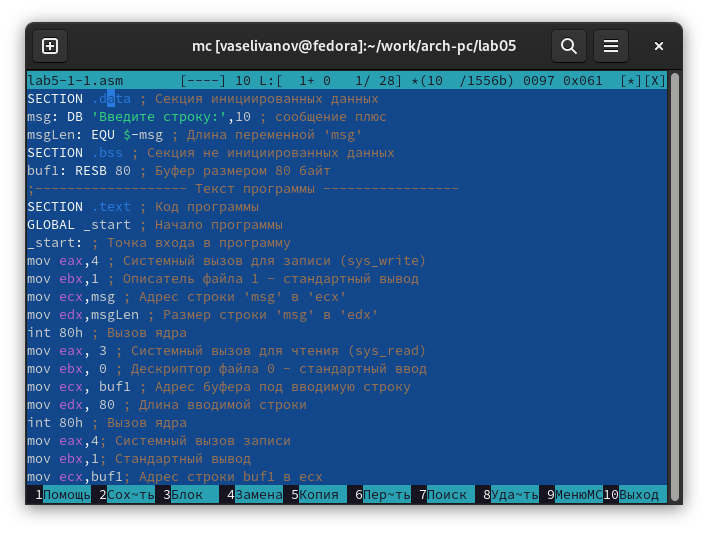 mc [vaselivanov@fedora]:~/work/arch-pc/lab05
lab5-1-1.asm [----] 10 L:[ 1+ 0 1/ 28] *(10 /1556b) 0097 0x061 [*][X]
SECTION .data ; Секция инициированных данных
msg: DB 'Введите строку:',10 ; сообщение плюс
msgLen: EQU $-msg ; Длина переменной 'msg'
SECTION .bss ; Секция не инициированных данных
buf1: RESB 80 ; Буфер размером 80 байт
;------------------- Текст программы -----------------
SECTION .text ; Код программы
GLOBAL _start ; Начало программы
_start: ; Точка входа в программу
mov eax,4 ; Системный вызов для записи (sys_write)
mov ebx,1 ; Описатель файла 1 - стандартный вывод
mov ecx,msg ; Адрес строки 'msg' в 'ecx'
mov edx,msgLen ; Размер строки 'msg' в 'edx'
int 80h ; Вызов ядра
mov eax, 3 ; Системный вызов для чтения (sys_read)
mov ebx, 0 ; Дескриптор файла 0 - стандартный ввод
mov ecx, buf1 ; Адрес буфера под вводимую строку
mov edx, 80 ; Длина вводимой строки
int 80h ; Вызов ядра
mov eax,4; Системный вызов записи
mov ebx,1; Стандартный вывод
mov ecx,buf1; Адрес строки buf1 в ecx
1Помощь 2Сох~ть 3Блок 4Замена 5Копия 6Пер~ть 7Поиск 8Уда~ть 9МенюMC 10Выход